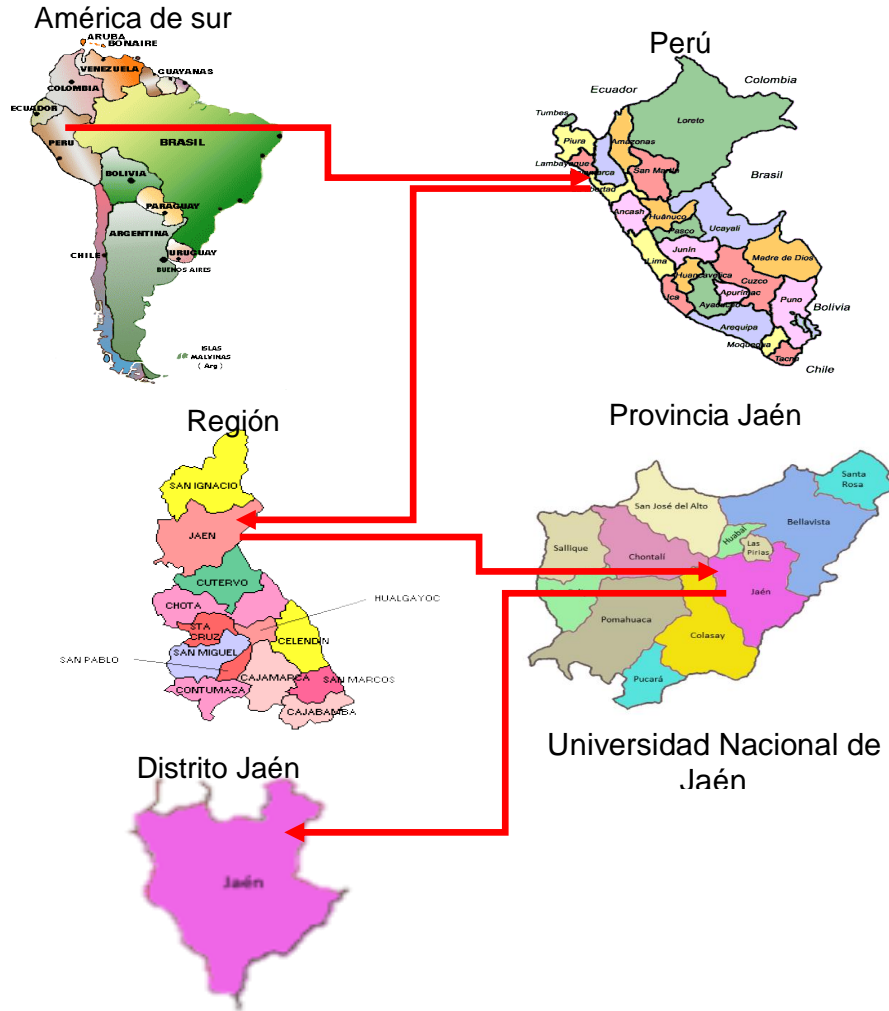 América de sur
ARUBA
BONAIRE
VENEZUELA
GUAYANAS
COLOMBIA
ECUADOR
PERU
BRASIL
BOLIVIA
PARAGUAY
ARGENTINA
CHILE
URUGUAY
BUENOS AIRES
ISLAS
MALVINAS
( Arg )
Perú
Colombia
Ecuador
Tumbes
Loreto
Piura
Amazonas
Lambayeque
San Martin
Brasil
Ancash
Huánuco
Ucayali
Pasco
Junín
Lima
Madre de Dios
Huancavelica
Cuzco
Apurímac
Ica
Ayacucho
Puno
Bolivia
Arequipa
Moquegua
Tacna
Chile
Región
SAN IGNACIO
JAEN
CUTERVO
CHOTA
HUALGAYOC
STA
CRUZ
CELENDIN
SAN MIGUEL
SAN PABLO
CAJAMARCA
SAN MARCOS
CONTUMAZA
CAJABAMBA
Provincia Jaén
Santa
Rosa
San José del Alto
Bellavista
Huabal
Sallique
Chontalí
Las
Pirias
Jaén
Pomahuaca
Colasay
Pucará
Universidad Nacional de
Jaén
Distrito Jaén
Jaén